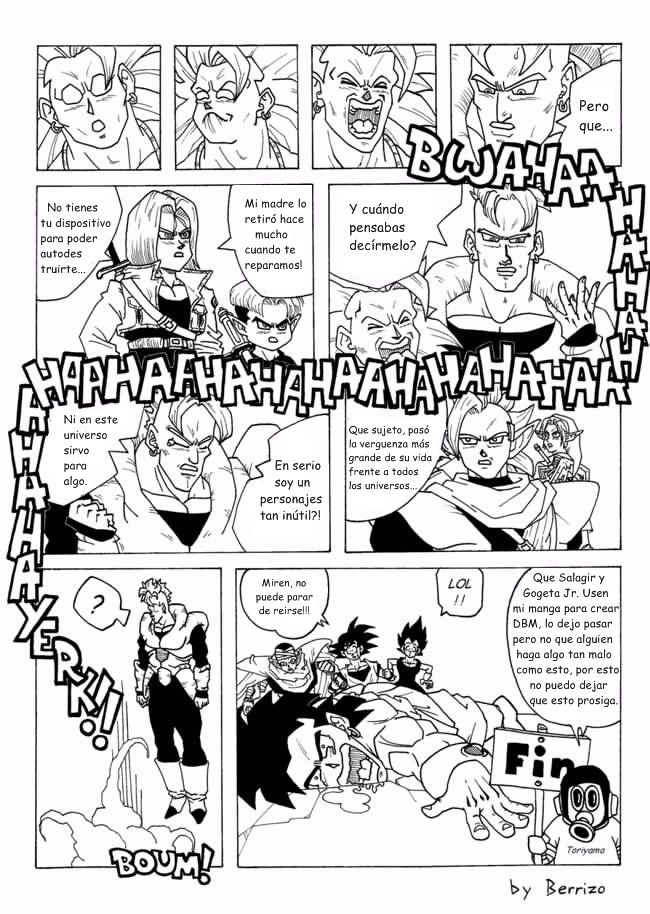 Pero
que...
BWAHAAHAHAHAHAAHAAHAHAHAAHAHAHAHAAAHAHAHAYERK!!
No tienes
tu dispositivo
para poder
autodes
truirte...
Mi madre lo
retiró hace
mucho
cuando te
reparamos!
Y cuándo
pensabas
decírmelo?
Ni en este
universo
sirvo
para
algo.
En serio
soy un
personajes
tan inútil?!
Que sujeto, pasó
la verguenza más
grande de su vida
frente a todos
los universos...
?
BOUM!
Miren, no
puede parar
de reirse!!!
LOL
!!
Que Salagir y
Gogeta Jr. Usen
mi manga para crear
DBM, lo dejo pasar
pero no que alguien
haga algo tan malo
como esto, por esto
no puedo dejar
que esto prosiga.
Fin
Toriyama
by Berrizo